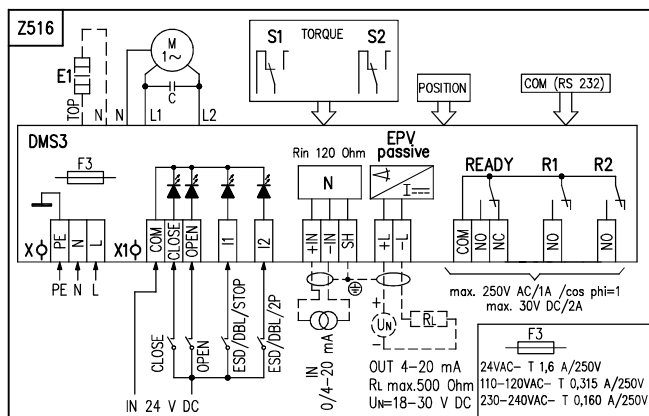 Z516
S1 TORQUE S2
M
1~
E1
C
TOP
N
N
L1
L2
POSITION
COM (RS 232)
DMS3
EPV
passive
Rin 120 Ohm
F3
N
I
READY
R1
R2
X
PE
N
L
X1
COM
CLOSE
OPEN
I1
I2
+IN
-IN
SH
+L
-L
COM
NO
NC
NO
NO
PE N L
CLOSE
OPEN
ESD/DBL/STOP
ESD/DBL/2P
IN 24 V DC
IN
0/4-20 mA
+
UN
-
RL
max. 250V AC/1A /cos phi=1
max. 30V DC/2A
OUT 4-20 mA
RL max.500 Ohm
UN=18-30 V DC
F3
24VAC- T 1,6 A/250V
110-120VAC- T 0,315 A/250V
230-240VAC- T 0,160 A/250V